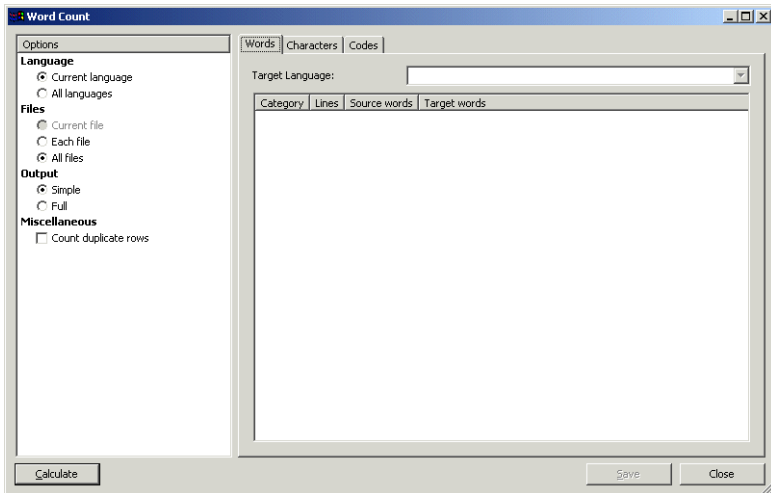 Word Count
Options
Language
Current language
All languages
Files
Current file
Each file
All files
Output
Simple
Full
Miscellaneous
Count duplicate rows
Words Characters Codes
Target Language:
Category Lines Source words Target words
Calculate Save Close